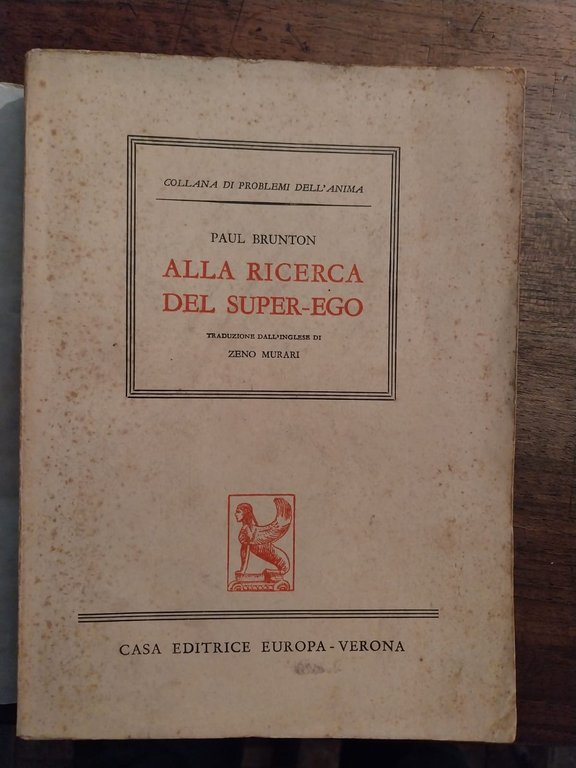 COLLANA DI PROBLEMI DELL'ANIMA
PAUL BRUNTON
ALLA RICERCA
DEL SUPER-EGO
TRADUZIONE DALL'INGLESE DI
ZENO MURARI
CASA EDITRICE EUROPA - VERONA